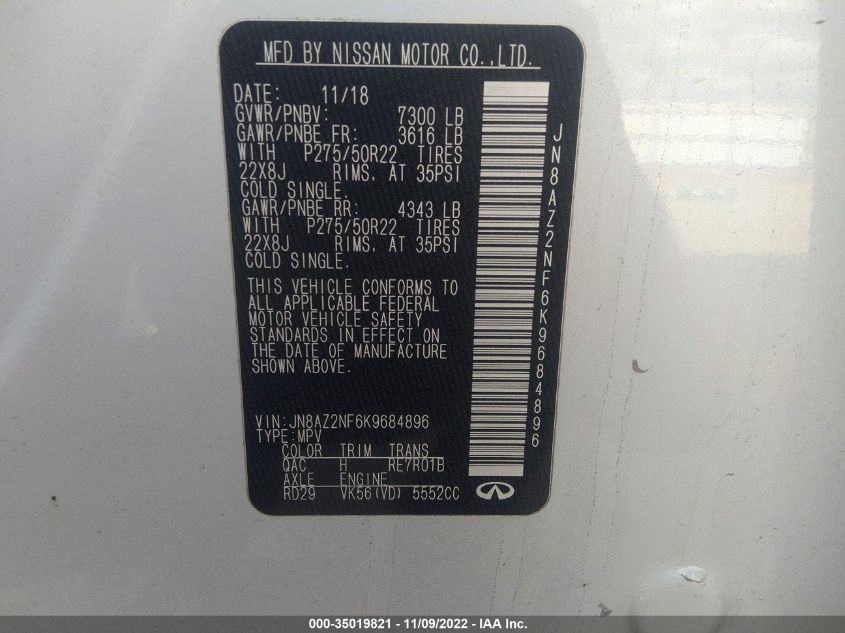 MFD BY NISSAN MOTOR CO.,LTD.
DATE: 11/18
GVWR/PNBV: 7300 LB
GAWR/PNBE FR: 3616 LB
WITH P275/50R22 TIRES
22X8J RIMS, AT 35PSI
COLD SINGLE.
GAWR/PNBE RR: 4343 LB
WITH P275/50R22 TIRES
22X8J RIMS, AT 35PSI
COLD SINGLE.
THIS VEHICLE CONFORMS TO
ALL APPLICABLE FEDERAL
MOTOR VEHICLE SAFETY
STANDARDS IN EFFECT ON
THE DATE OF MANUFACTURE
SHOWN ABOVE.
VIN:JN8AZ2NF6K9684896
TYPE:MPV
COLOR TRIM TRANS
QAC H RE7R01B
AXLE ENGINE
RD29 VK56(VD) 5552CC
JN8AZ2NF6K9684896
000-35019821 - 11/09/2022 - IAA Inc.